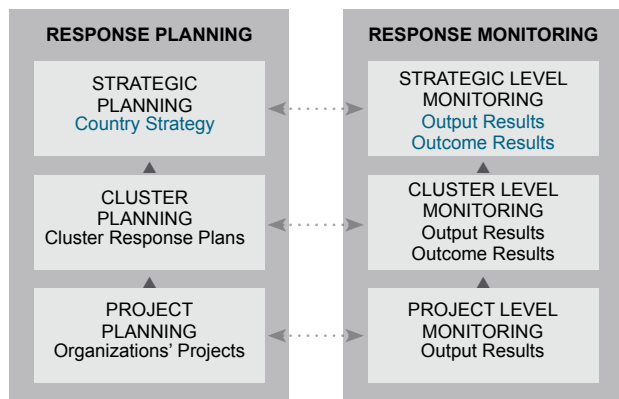 RESPONSE PLANNING
STRATEGIC
PLANNING
Country Strategy
CLUSTER
PLANNING
Cluster Response Plans
PROJECT
PLANNING
Organizations’ Projects
RESPONSE MONITORING
STRATEGIC LEVEL
MONITORING
Output Results
Outcome Results
CLUSTER LEVEL
MONITORING
Output Results
Outcome Results
PROJECT LEVEL
MONITORING
Output Results